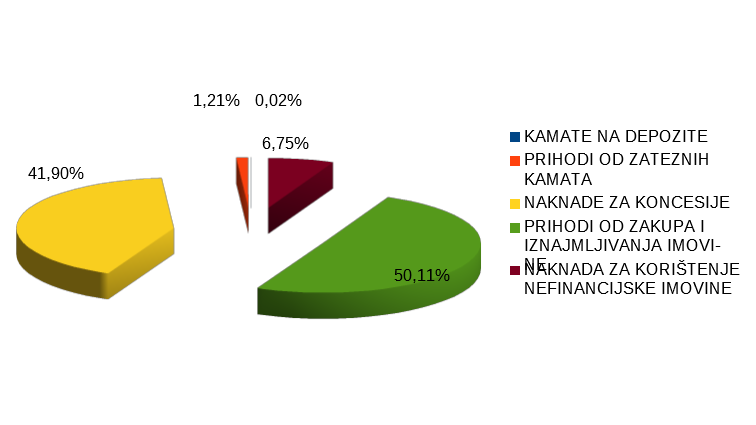 1,21% 0,02%
6,75%
41,90%
50,11%
KAMATE NA DEPOZITE
PRIHODI OD ZATEZNIH
KAMATA
NAKNADE ZA KONCESIJE
PRIHODI OD ZAKUPA I
IZNAJMLJIVANJA IMOVI-
NE
NAKNADA ZA KORIŠTENJE
NEFINANCIJSKE IMOVINE